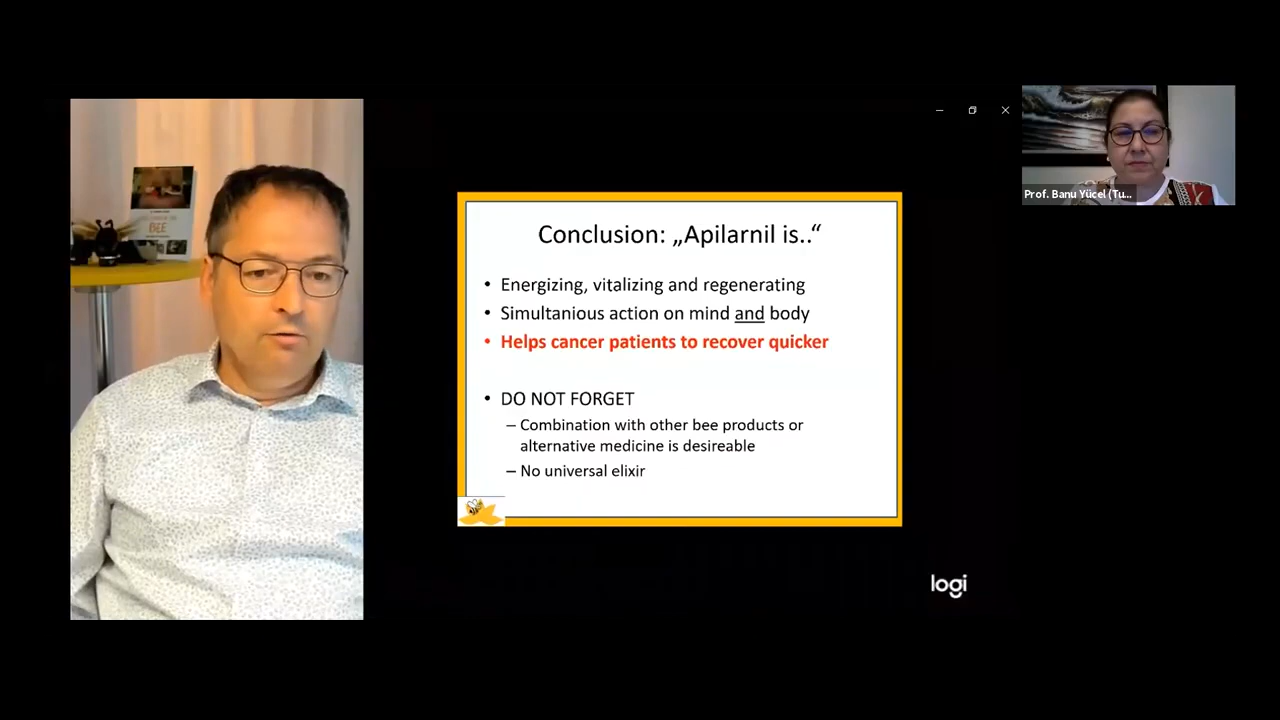 Conclusion: „Apilarnil is..“
• Energizing, vitalizing and regenerating
• Simultanious action on mind and body
• Helps cancer patients to recover quicker
• DO NOT FORGET
– Combination with other bee products or
alternative medicine is desireable
– No universal elixir
BEE
Prof. Banu Yücel (Tu...
logi